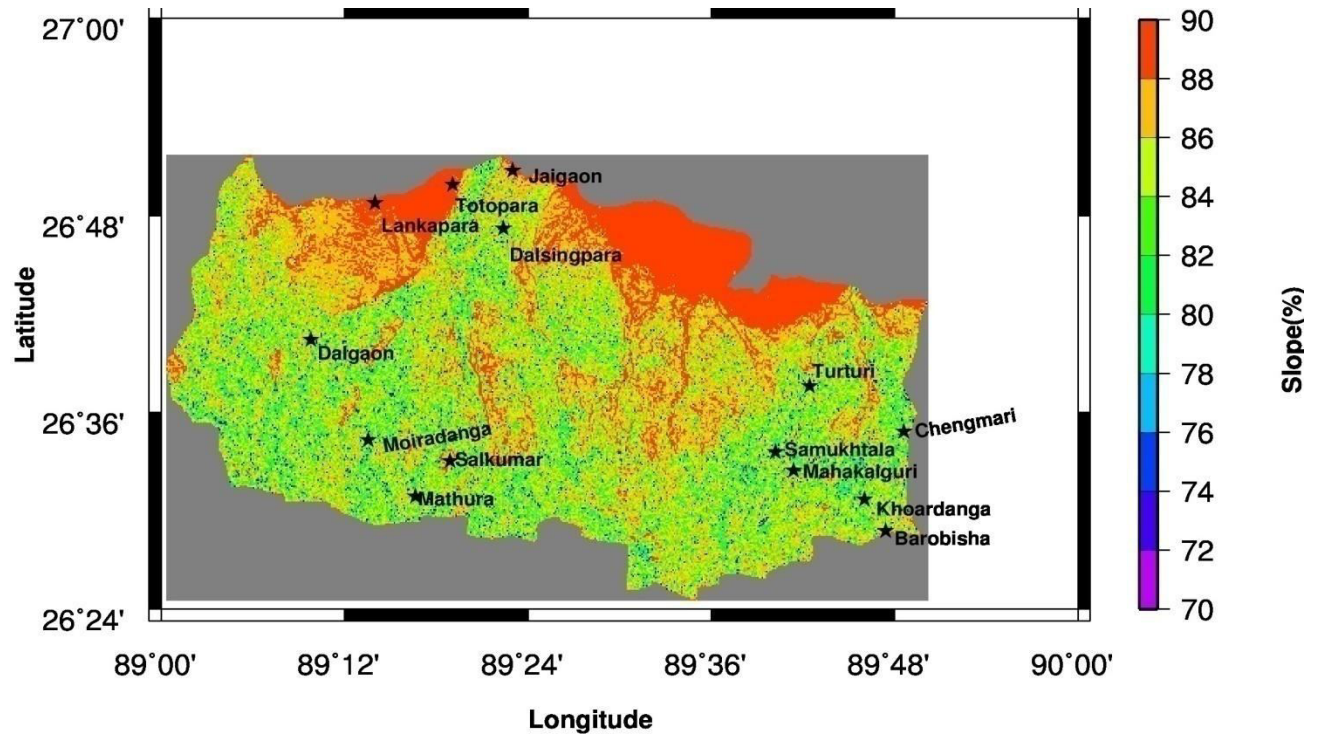 27°00'
26°48'
26°36'
26°24'
Latitude
89°00'
89°12'
89°24'
89°36'
89°48'
90°00'
Longitude
Jaigaon
Totopara
Lankapara
Dalsingpara
Dalgaon
Turturi
Chengmari
Moiradanga
Salkumar
Samukhtala
Mahakalguri
Mathura
Khoardanga
Barobisha
90
88
86
84
82
80
78
76
74
72
70
Slope(%)